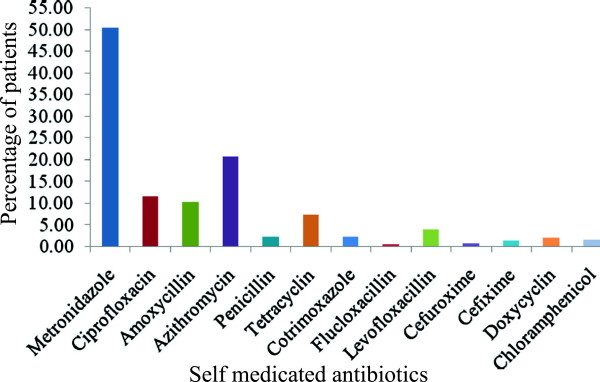 Percentage of patients
55.00
50.00
45.00
40.00
35.00
30.00
25.00
20.00
15.00
10.00
5.00
0.00
Metronidazole
Ciprofloxacin
Amoxycillin
Azithromycin
Penicillin
Tetracyclin
Cotrimoxazole
Flucloxacillin
Levofloxacillin
Cefuroxime
Cefixime
Doxycyclin
Chloramphenicol
Self medicated antibiotics